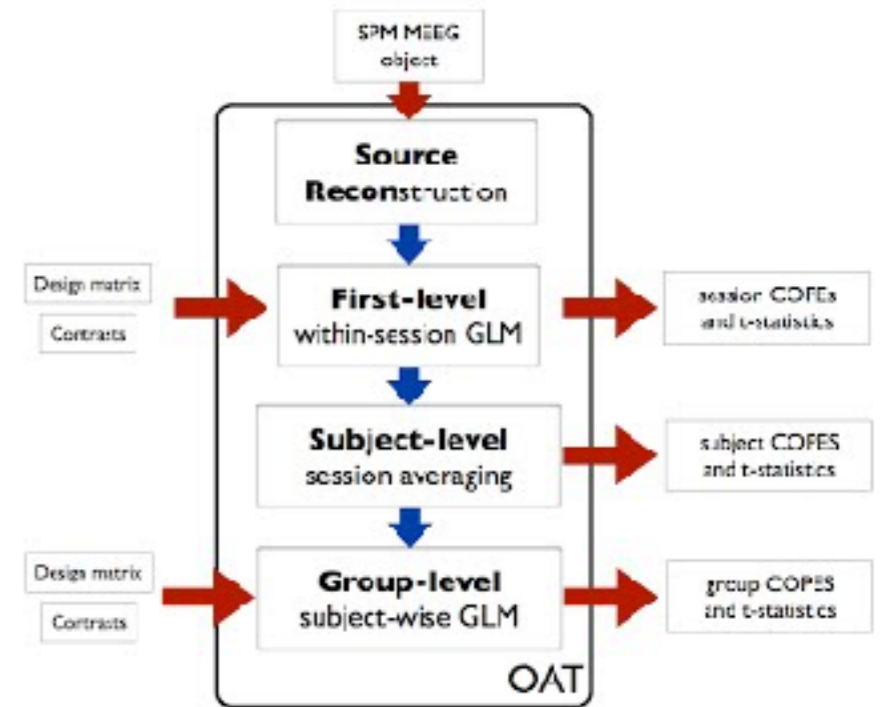 SPM MEEG
object
Source
Reconstruction
Design matrix
Contrasts
First-level
within-session GLM
session COPEs
and t-statistics
Subject-level
session averaging
subject COPES
and t-statistics
Design matrix
Contrasts
Group-level
subject-wise GLM
group COPES
and t-statistics
OAT